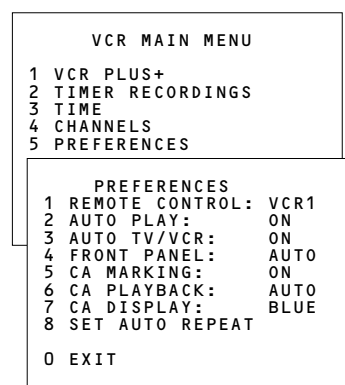 VCR MAIN MENU
1 VCR PLUS+
2 TIMER RECORDINGS
3 TIME
4 CHANNELS
5 PREFERENCES
PREFERENCES
1 REMOTE CONTROL: VCR1
2 AUTO PLAY: ON
3 AUTO TV/VCR: ON
4 FRONT PANEL: AUTO
5 CA MARKING: ON
6 CA PLAYBACK: AUTO
7 CA DISPLAY: BLUE
8 SET AUTO REPEAT
0 EXIT